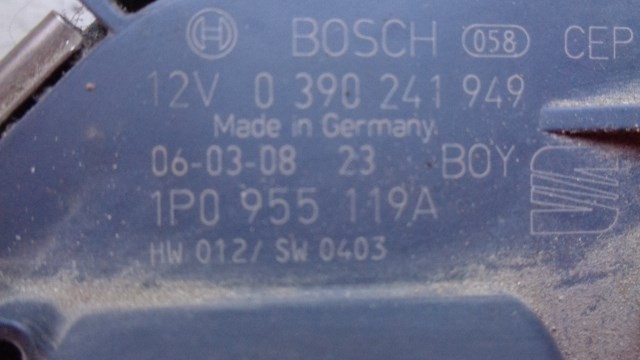 BOSCH 058 CEP
12V 0 390 241 949
Made in Germany.
06-03-08 23 BOY
1P0 955 119A
HW 012/ SW 0403